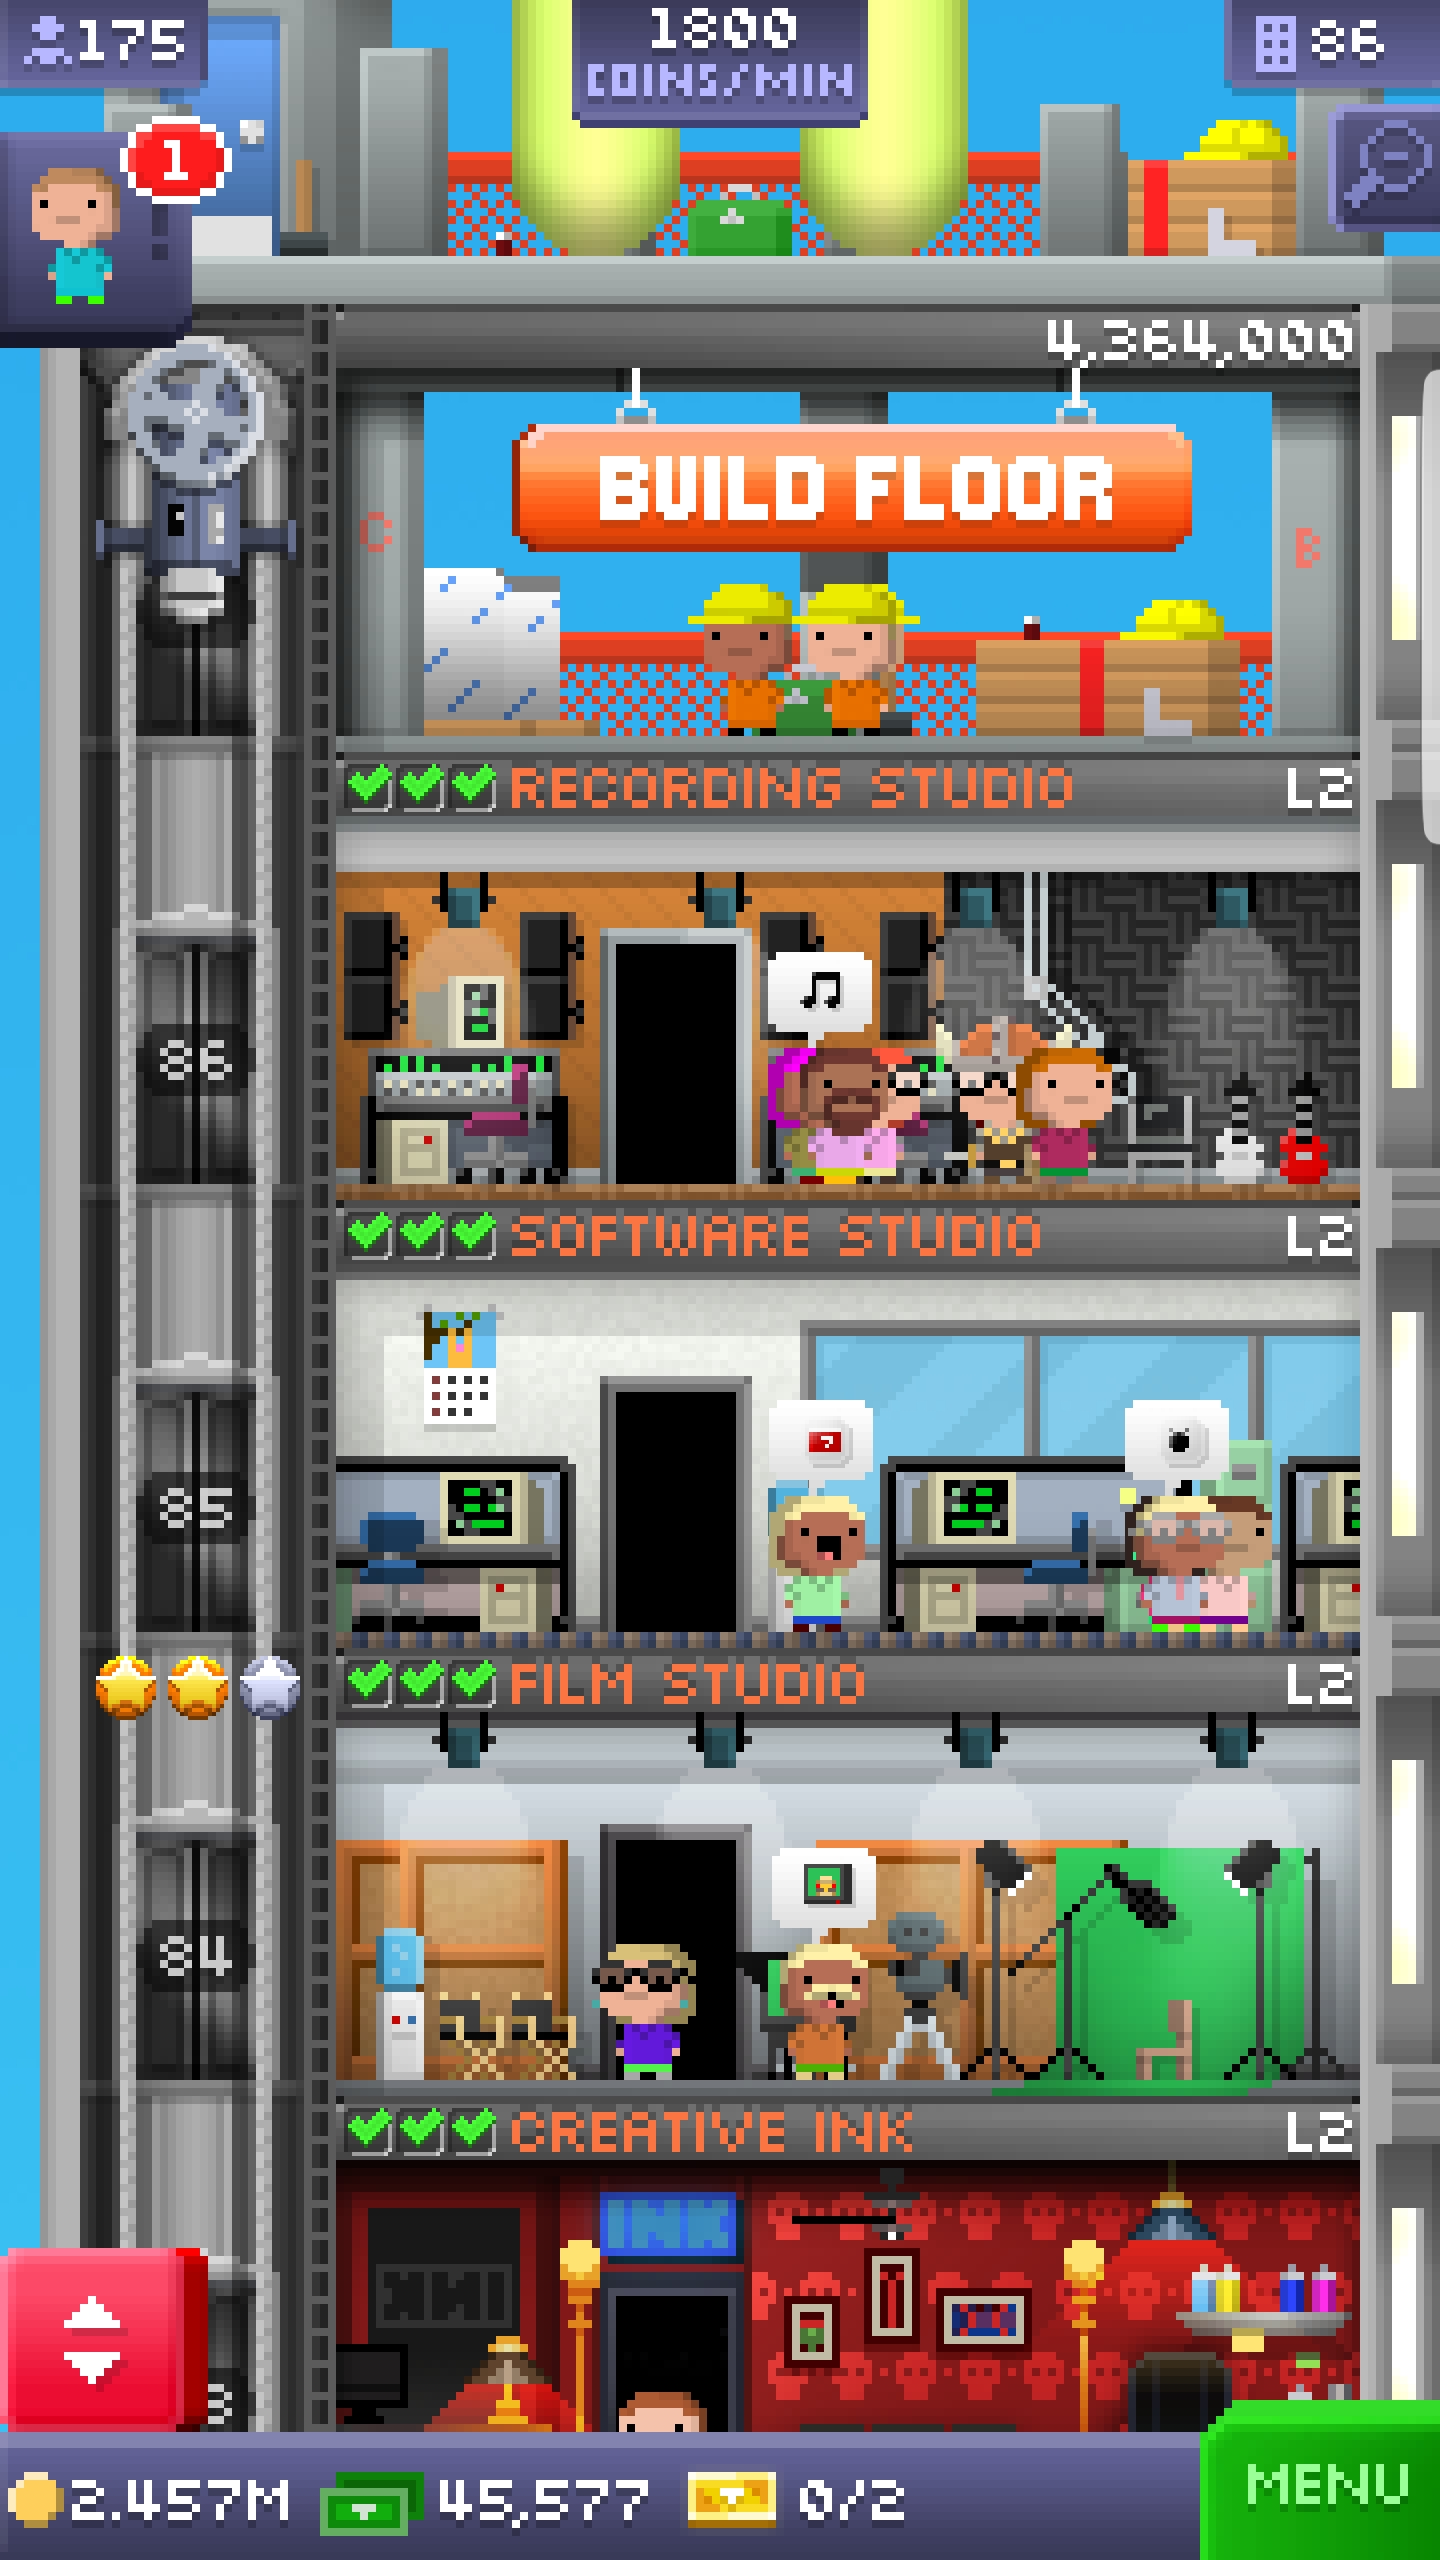 175
1800
COINS/MIN
86
1
4,364,000
BUILD FLOOR
C
B
RECORDING STUDIO L2
86
SOFTWARE STUDIO L2
85
FILM STUDIO L2
84
CREATIVE INK L2
INK
3
2.457M 45,577 0/2
MENU